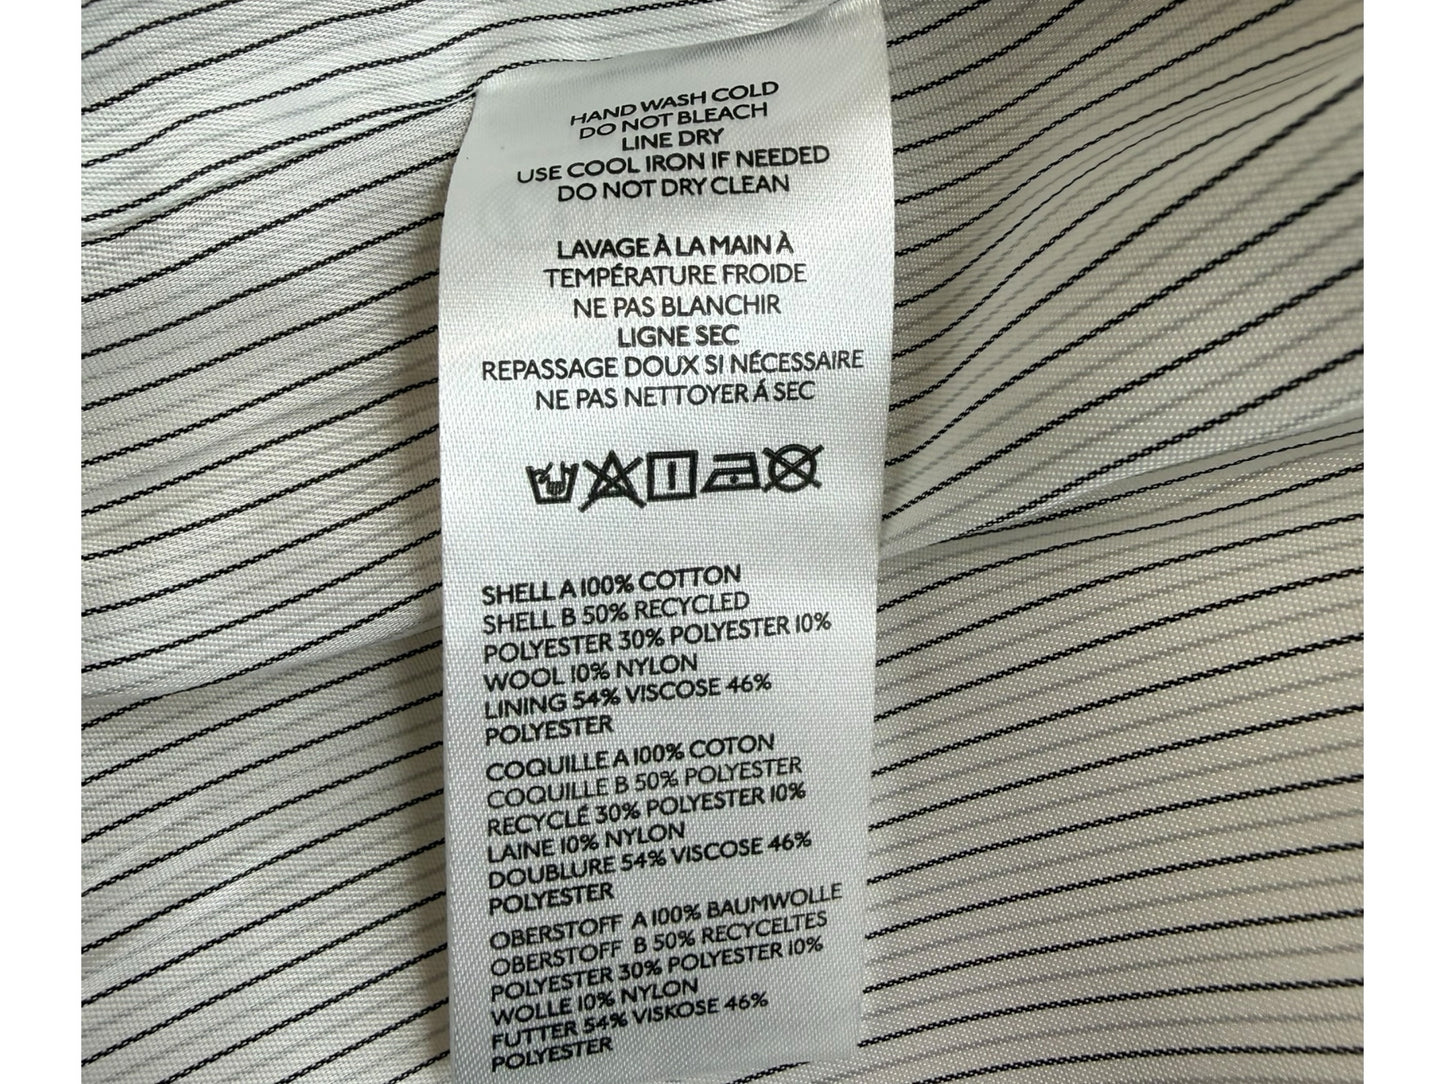 HAND WASH COLD
DO NOT BLEACH
LINE DRY
USE COOL IRON IF NEEDED
DO NOT DRY CLEAN
LAVAGE À LA MAIN À
TEMPÉRATURE FROIDE
NE PAS BLANCHIR
LIGNE SEC
REPASSAGE DOUX SI NÉCESSAIRE
NE PAS NETTOYER Á SEC
SHELL A 100% COTTON
SHELL B 50% RECYCLED
POLYESTER 30% POLYESTER 10%
WOOL 10% NYLON
LINING 54% VISCOSE 46%
POLYESTER
COQUILLE A 100% COTON
COQUILLE B 50% POLYESTER
RECYCLÉ 30% POLYESTER 10%
LAINE 10% NYLON
DOUBLURE 54% VISCOSE 46%
POLYESTER
OBERSTOFF A 100% BAUMWOLLE
OBERSTOFF B 50% RECYCELTES
POLYESTER 30% POLYESTER 10%
WOLLE 10% NYLON
FUTTER 54% VISKOSE 46%
POLYESTER